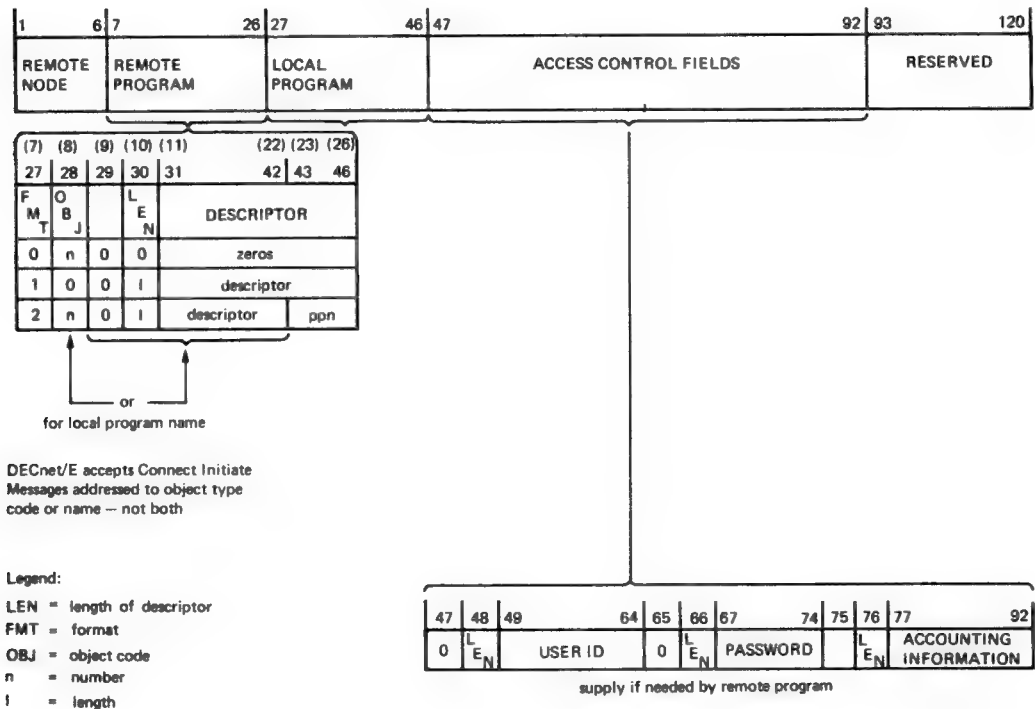 1 6 7 26 27 46 47 92 93 120
REMOTE NODE REMOTE PROGRAM LOCAL PROGRAM ACCESS CONTROL FIELDS RESERVED
(7) (8) (9) (10) (11) (22) (23) (26)
27 28 29 30 31 42 43 46
FMT OBJ LEN DESCRIPTOR
0 n 0 0 zeros
1 0 0 l descriptor
2 n 0 l descriptor ppn
or
for local program name
DECnet/E accepts Connect Initiate
Messages addressed to object type
code or name — not both
Legend:
LEN = length of descriptor
FMT = format
OBJ = object code
n = number
l = length
47 48 49 64 65 66 67 74 75 76 77 92
0 LEN USER ID 0 LEN PASSWORD LEN ACCOUNTING INFORMATION
supply if needed by remote program